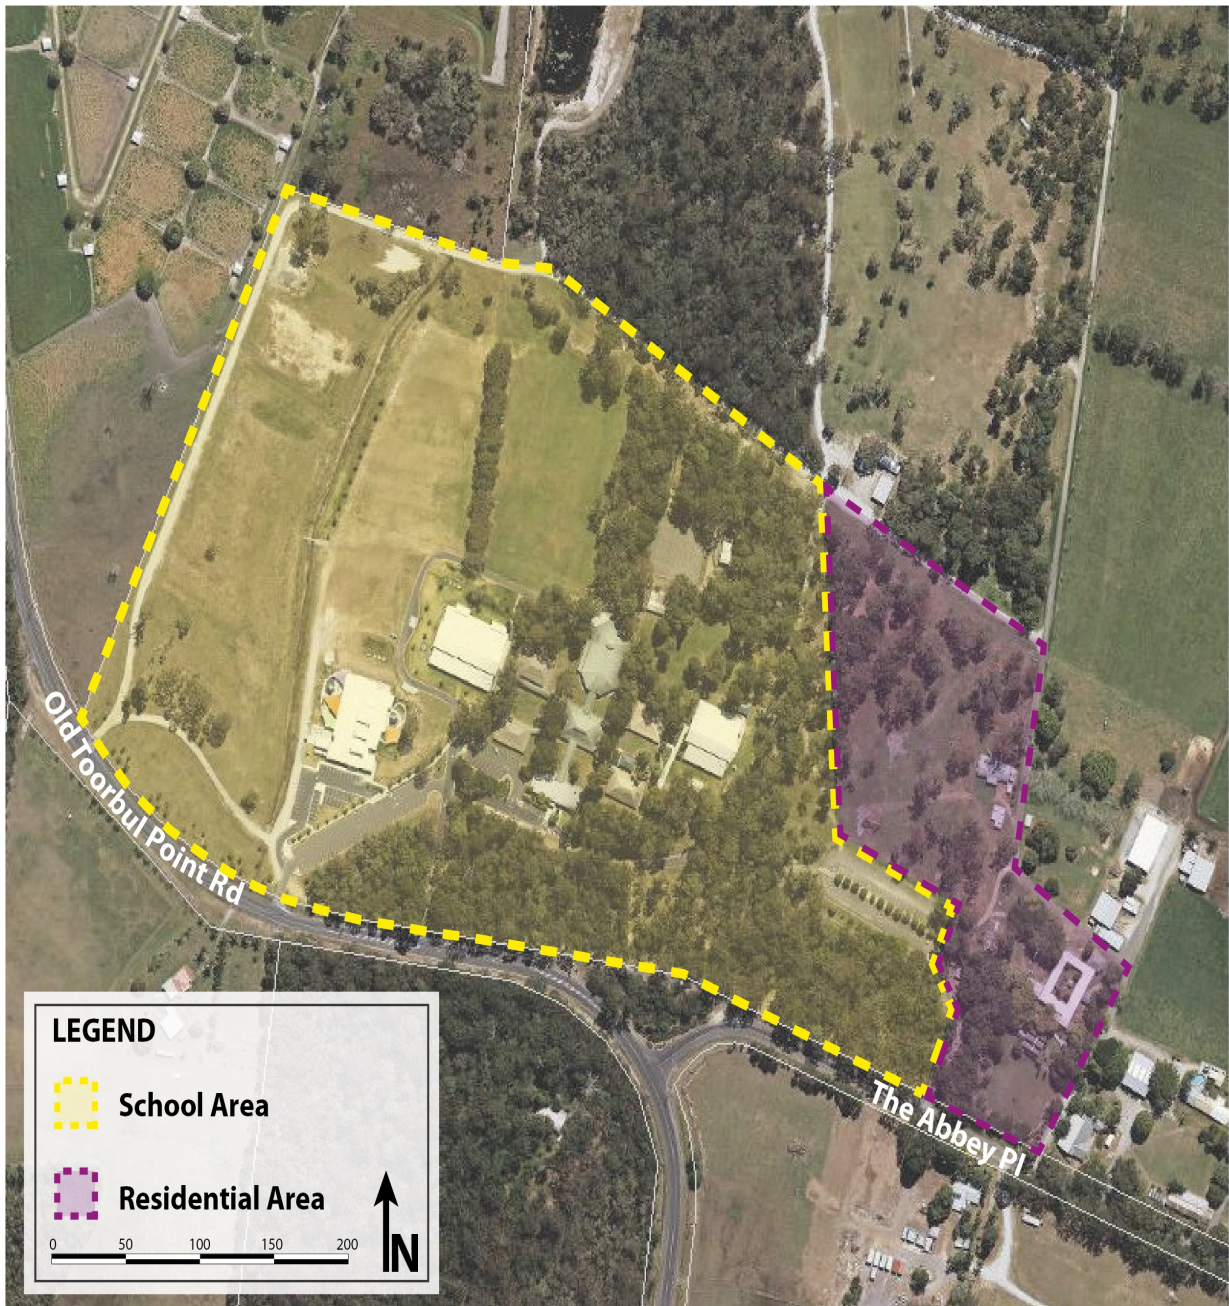 Old Toorbul Point Rd
The Abbey Pl
LEGEND
School Area
Residential Area
0 50 100 150 200
N